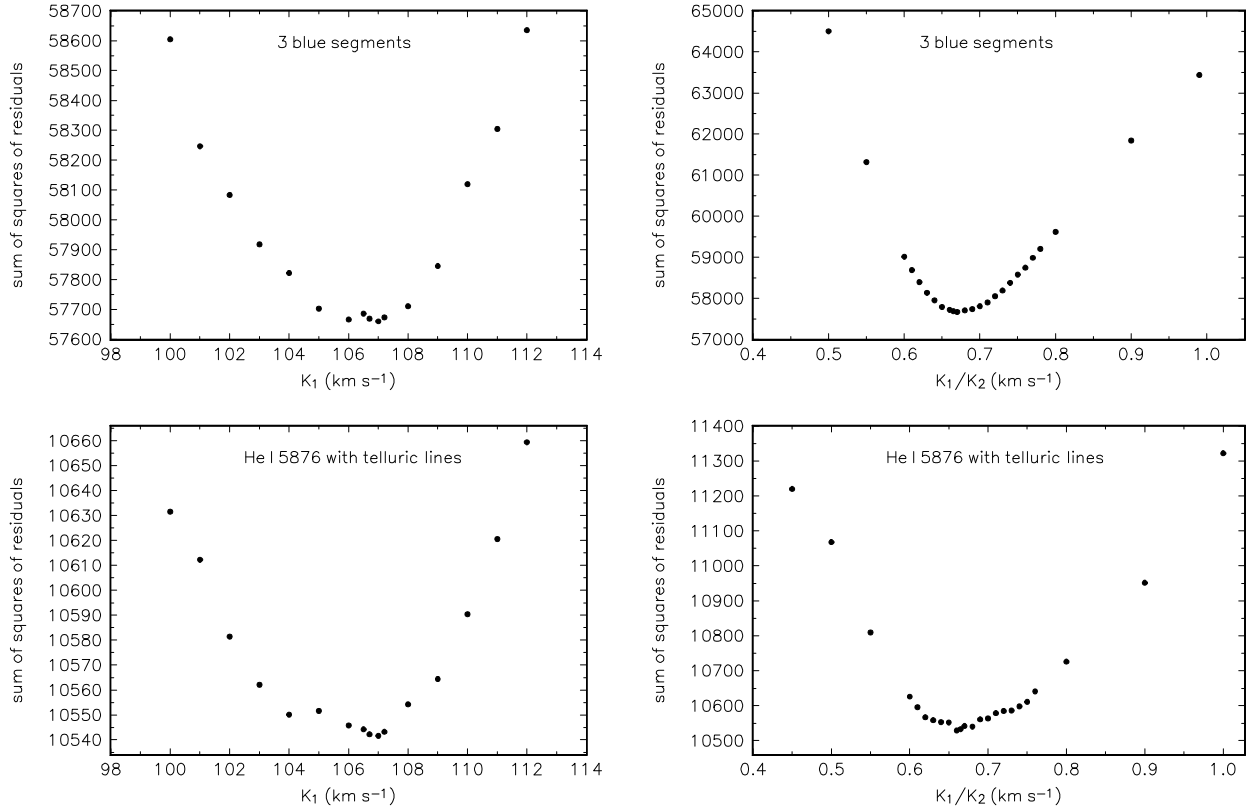 3 blue segments
sum of squares of residuals
58700
58600
58500
58400
58300
58200
58100
58000
57900
57800
57700
57600
98 100 102 104 106 108 110 112 114
K₁ (km s⁻¹)
3 blue segments
sum of squares of residuals
65000
64000
63000
62000
61000
60000
59000
58000
57000
0.4 0.5 0.6 0.7 0.8 0.9 1.0
K₁/K₂ (km s⁻¹)
He I 5876 with telluric lines
sum of squares of residuals
10660
10650
10640
10630
10620
10610
10600
10590
10580
10570
10560
10550
10540
98 100 102 104 106 108 110 112 114
K₁ (km s⁻¹)
He I 5876 with telluric lines
sum of squares of residuals
11400
11300
11200
11100
11000
10900
10800
10700
10600
10500
0.4 0.5 0.6 0.7 0.8 0.9 1.0
K₁/K₂ (km s⁻¹)